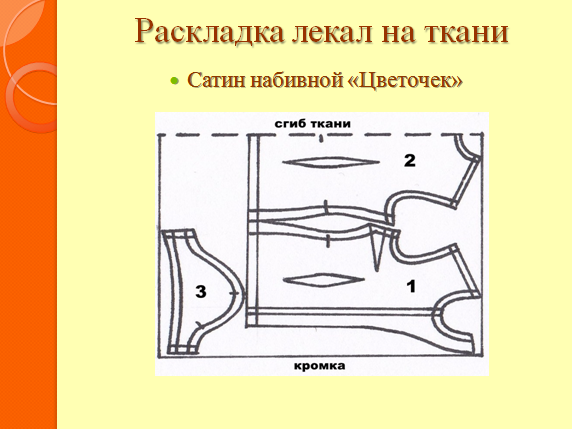 Раскладка лекал на ткани
Сатин набивной «Цветочек»
сгиб ткани
2
3
1
кромка